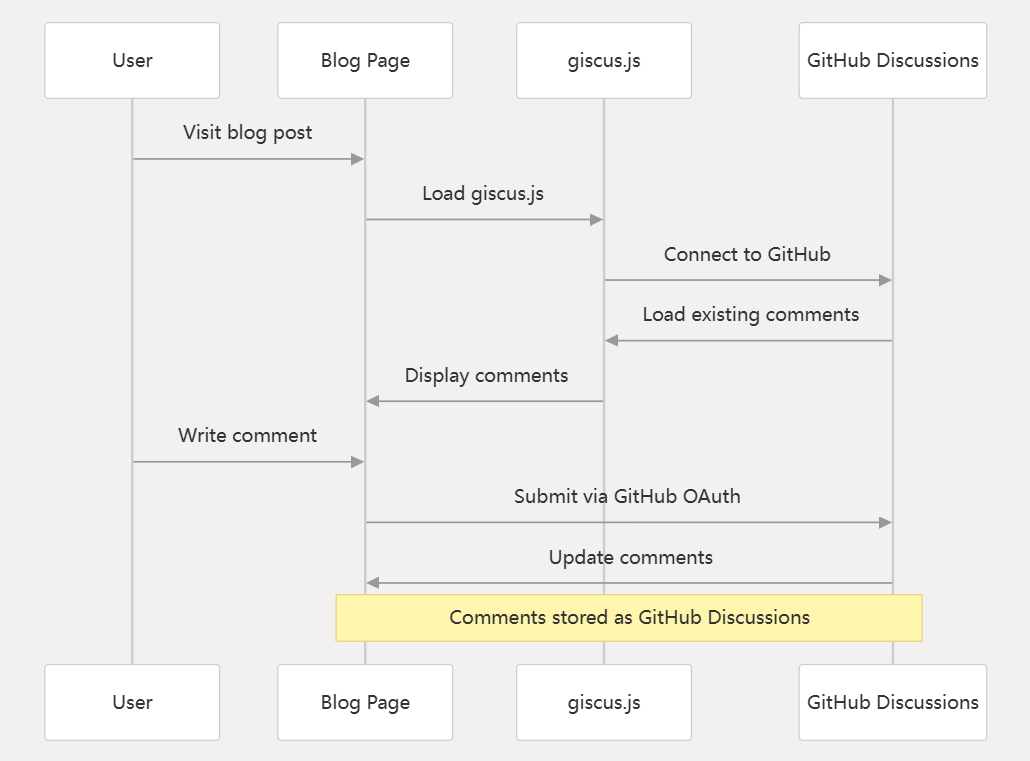 User
Blog Page
giscus.js
GitHub Discussions
Visit blog post
Load giscus.js
Connect to GitHub
Load existing comments
Display comments
Write comment
Submit via GitHub OAuth
Update comments
Comments stored as GitHub Discussions
User
Blog Page
giscus.js
GitHub Discussions